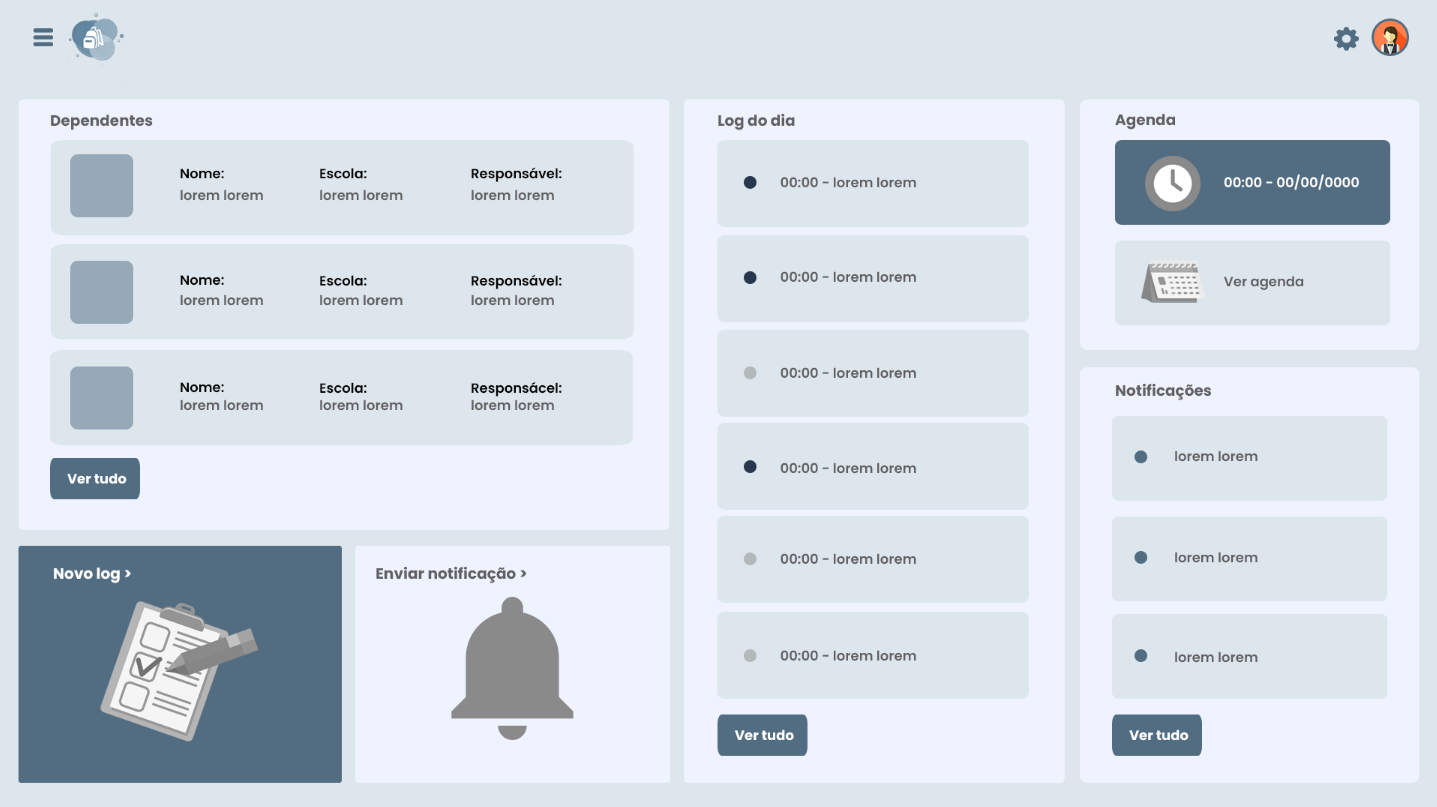 Dependentes
Nome: Escola: Responsável:
lorem lorem lorem lorem lorem lorem
Nome: Escola: Responsável:
lorem lorem lorem lorem lorem lorem
Nome: Escola: Responsácel:
lorem lorem lorem lorem lorem lorem
Ver tudo
Novo log >
Enviar notificação >
Log do dia
00:00 - lorem lorem
00:00 - lorem lorem
00:00 - lorem lorem
00:00 - lorem lorem
00:00 - lorem lorem
00:00 - lorem lorem
Ver tudo
Agenda
00:00 - 00/00/0000
Ver agenda
Notificações
lorem lorem
lorem lorem
lorem lorem
Ver tudo